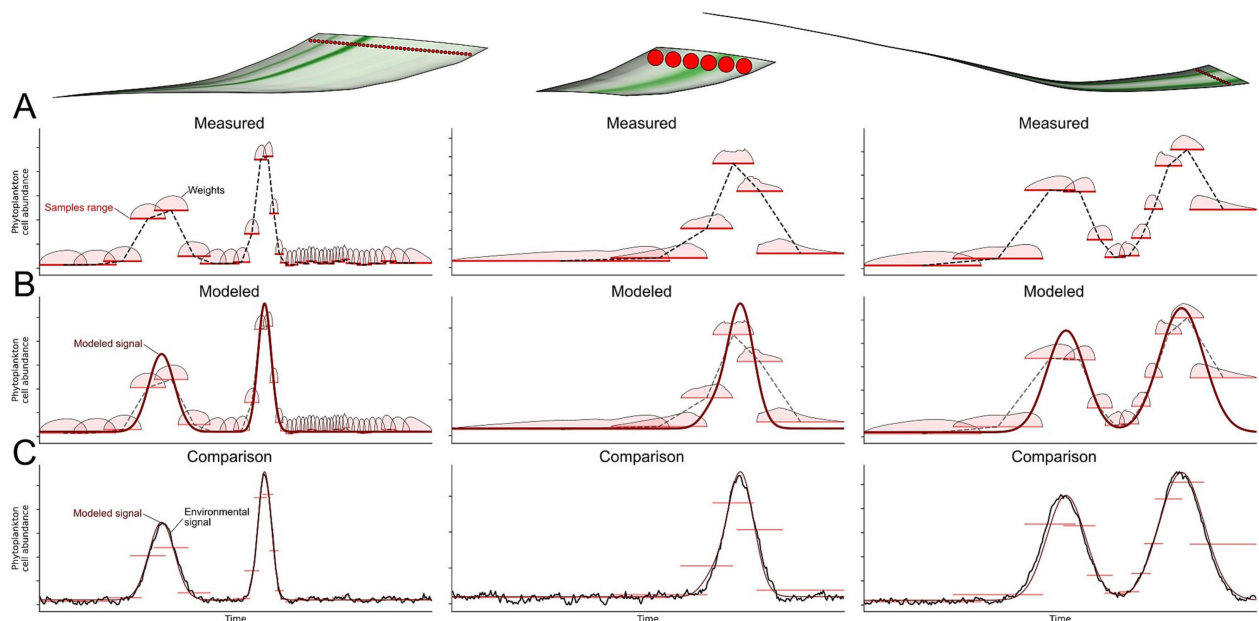 A
Measured
Measured
Measured
Phytoplankton
cell abundance
Samples range
Weights
B
Modeled
Modeled
Modeled
Phytoplankton
cell abundance
Modeled signal
C
Comparison
Comparison
Comparison
Phytoplankton
cell abundance
Modeled signal
Environmental
signal
Time
Time
Time